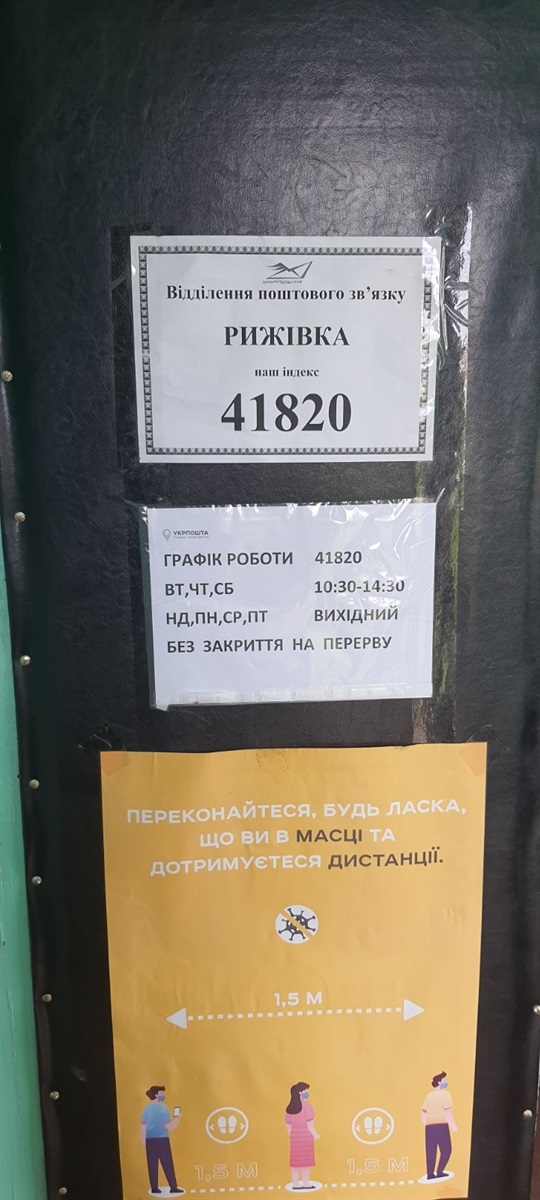 УКРПОШТА
Відділення поштового зв'язку
РИЖІВКА
наш індекс
41820
УКРПОШТА
ГРАФІК РОБОТИ 41820
ВТ,ЧТ,СБ 10:30-14:30
НД,ПН,СР,ПТ ВИХІДНИЙ
БЕЗ ЗАКРИТТЯ НА ПЕРЕРВУ
ПЕРЕКОНАЙТЕСЯ, БУДЬ ЛАСКА,
ЩО ВИ В МАСЦІ ТА
ДОТРИМУЄТЕСЯ ДИСТАНЦІЇ.
1,5 М
1,5 М 1,5 М